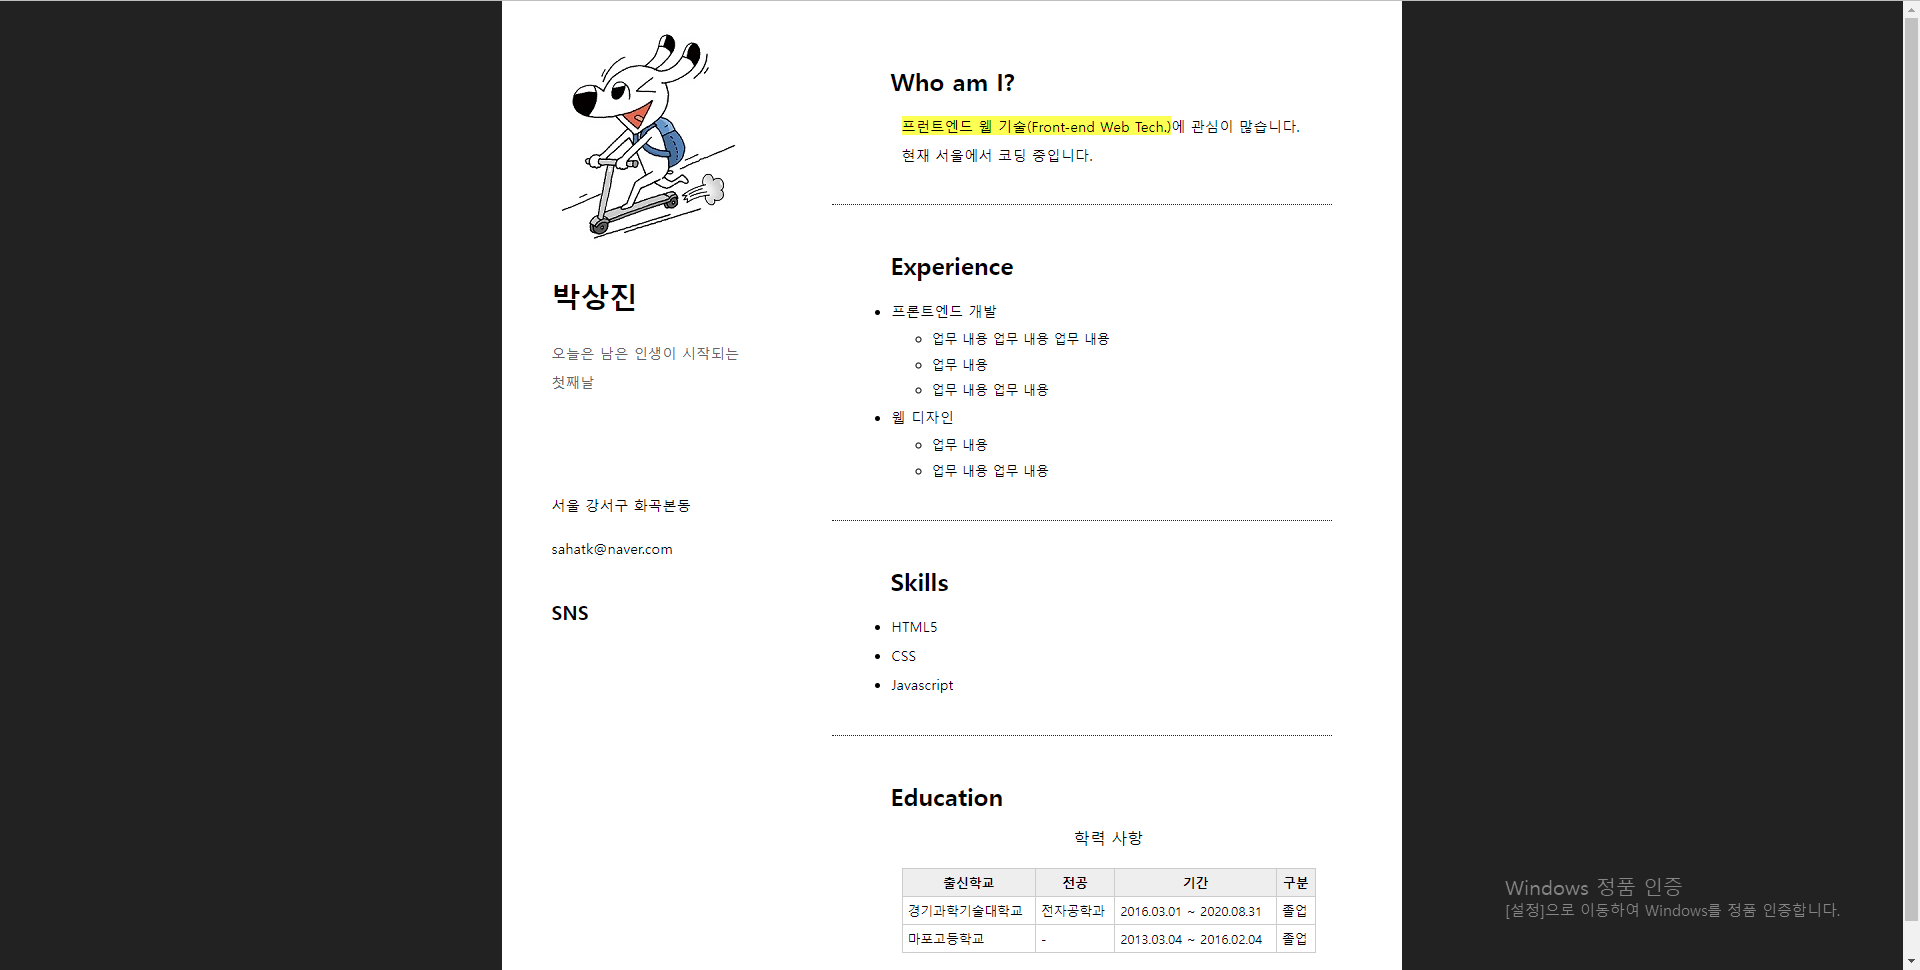 박상진
오늘은 남은 인생이 시작되는
첫째날
서울 강서구 화곡본동
sahatk@naver.com
SNS
Who am I?
프런트엔드 웹 기술(Front-end Web Tech.)에 관심이 많습니다.
현재 서울에서 코딩 중입니다.
Experience
프론트엔드 개발
업무 내용 업무 내용 업무 내용
업무 내용
업무 내용 업무 내용
웹 디자인
업무 내용
업무 내용 업무 내용
Skills
HTML5
CSS
Javascript
Education
학력 사항
출신학교 전공 기간 구분
경기과학기술대학교 전자공학과 2016.03.01 ~ 2020.08.31 졸업
마포고등학교 - 2013.03.04 ~ 2016.02.04 졸업
Windows 정품 인증
[설정]으로 이동하여 Windows를 정품 인증합니다.